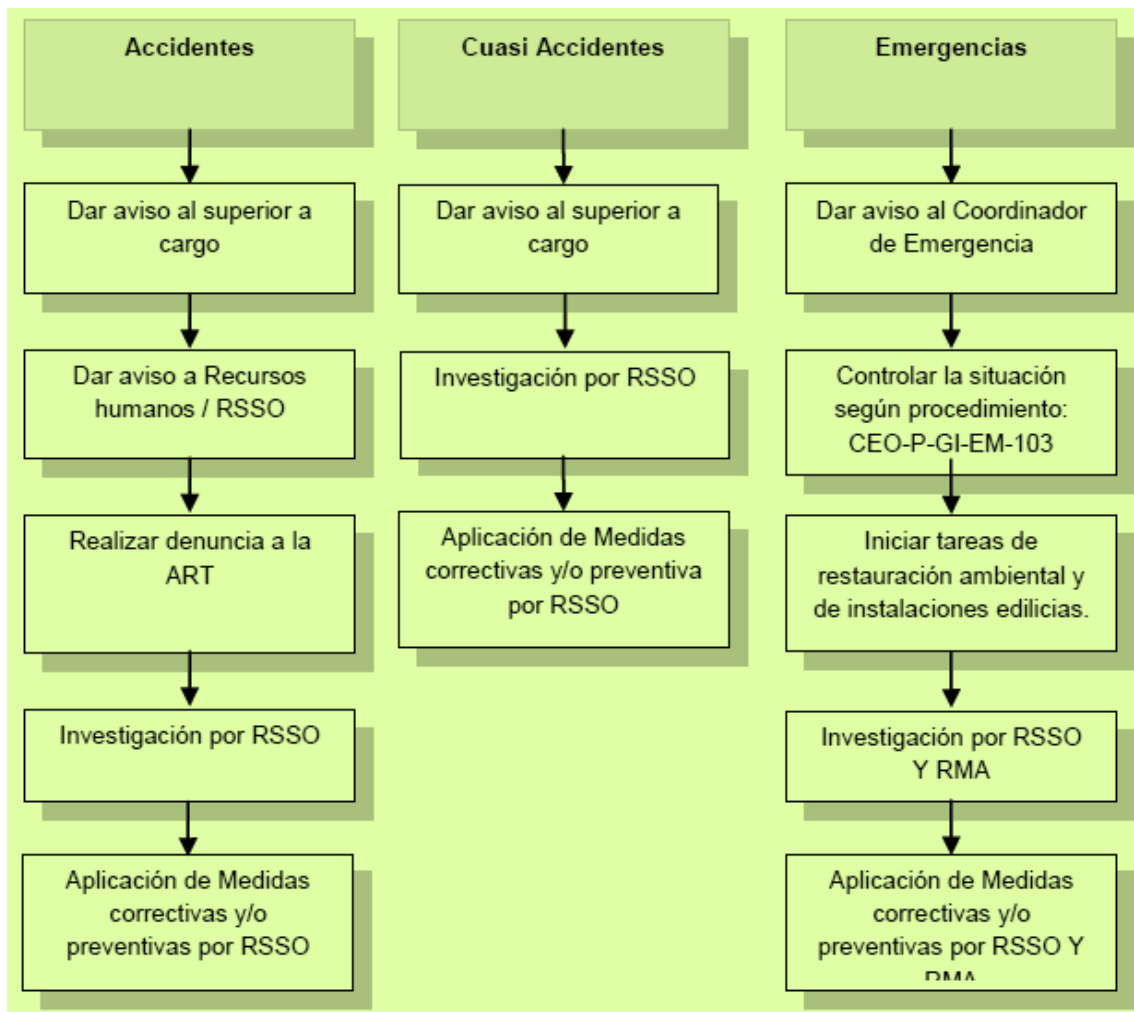 Accidentes
Dar aviso al superior a
cargo
Dar aviso a Recursos
humanos / RSSO
Realizar denuncia a la
ART
Investigación por RSSO
Aplicación de Medidas
correctivas y/o
preventivas por RSSO
Cuasi Accidentes
Dar aviso al superior a
cargo
Investigación por RSSO
Aplicación de Medidas
correctivas y/o preventiva
por RSSO
Emergencias
Dar aviso al Coordinador
de Emergencia
Controlar la situación
según procedimiento:
CEO-P-GI-EM-103
Iniciar tareas de
restauración ambiental y
de instalaciones edilicias.
Investigación por RSSO
Y RMA
Aplicación de Medidas
correctivas y/o
preventivas por RSSO Y
RMA